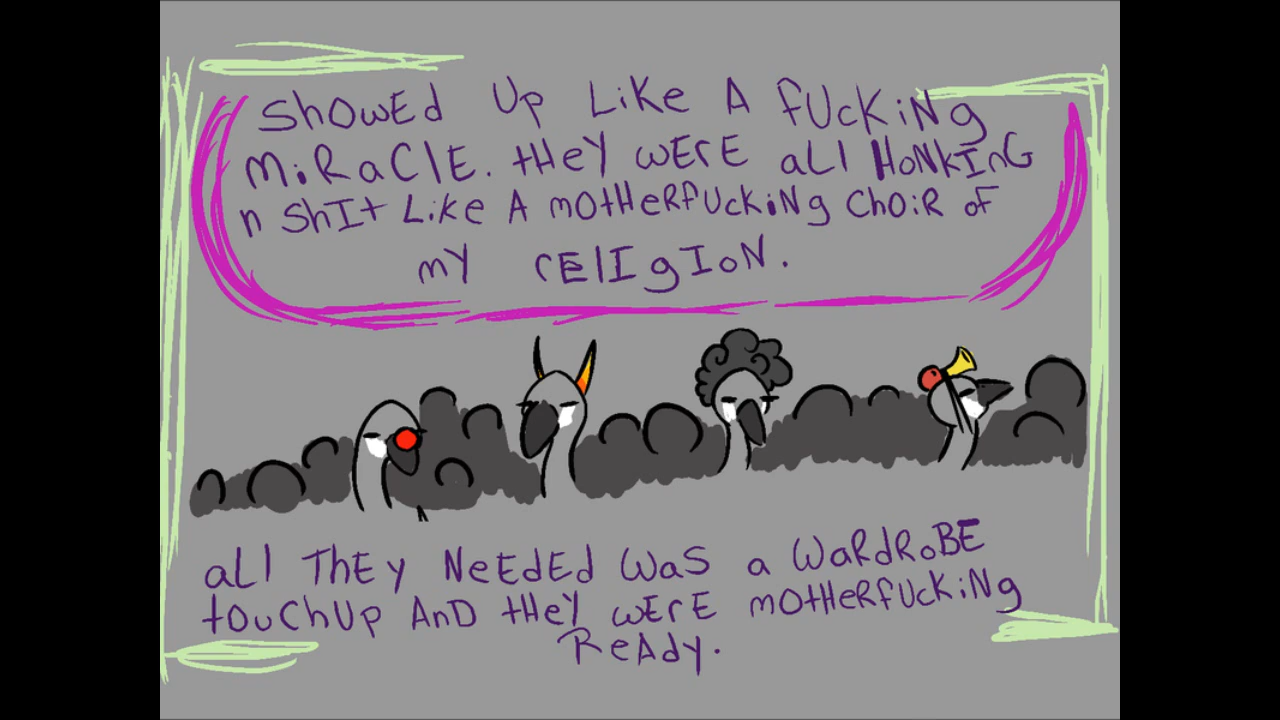 ShOwEd Up LiKe A fUcKiNg
MiRaClE. tHeY wErE aLl HoNkInG
n ShIt LiKe A mOtHeRfUcKiNg ChOiR oF
mY rElIgIoN.
aLl ThEy NeEdEd WaS a WaRdRoBE
tOuChUp AnD tHeY wErE mOtHeRfUcKiNg
ReAdy.